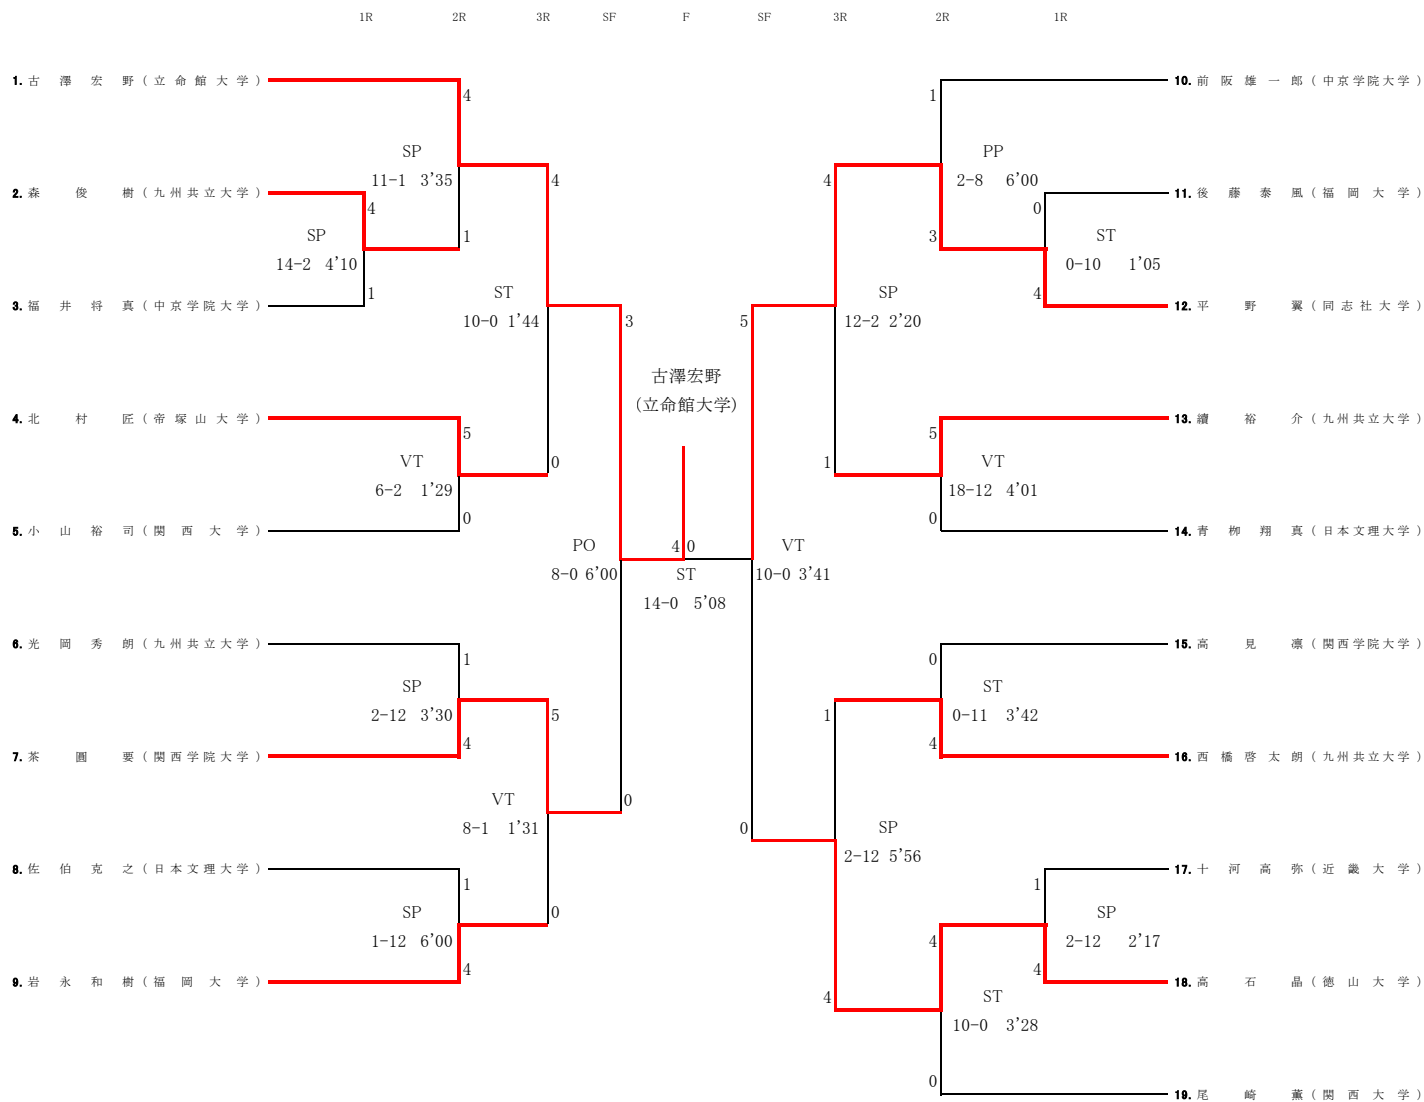 1R 2R 3R SF F SF 3R 2R 1R
1. 古澤宏野 (立命館大学)
2. 森俊樹 (九州共立大学)
3. 福井将真 (中京学院大学)
4. 北村匠 (帝塚山大学)
5. 小山裕司 (関西大学)
6. 光岡秀朗 (九州共立大学)
7. 茶圓要 (関西学院大学)
8. 佐伯克之 (日本文理大学)
9. 岩永和樹 (福岡大学)
4
SP
11-1 3'35
1
4
SP
14-2 4'10
1
4
ST
10-0 1'44
0
5
VT
6-2 1'29
0
1
SP
2-12 3'30
4
5
VT
8-1 1'31
0
1
SP
1-12 6'00
4
3
PO
8-0 6'00
0
古澤宏野
(立命館大学)
4 0
ST
14-0 5'08
5
VT
10-0 3'41
0
4
SP
12-2 2'20
1
1
SP
2-12 5'56
4
1
PP
2-8 6'00
3
0
ST
0-10 1'05
4
5
VT
18-12 4'01
0
0
ST
0-11 3'42
4
1
SP
2-12 2'17
4
4
ST
10-0 3'28
0
10. 前阪雄一郎 (中京学院大学)
11. 後藤泰風 (福岡大学)
12. 平野翼 (同志社大学)
13. 續裕介 (九州共立大学)
14. 青栁翔真 (日本文理大学)
15. 高見凛 (関西学院大学)
16. 西橋啓太朗 (九州共立大学)
17. 十河高弥 (近畿大学)
18. 高石晶 (徳山大学)
19. 尾崎薫 (関西大学)